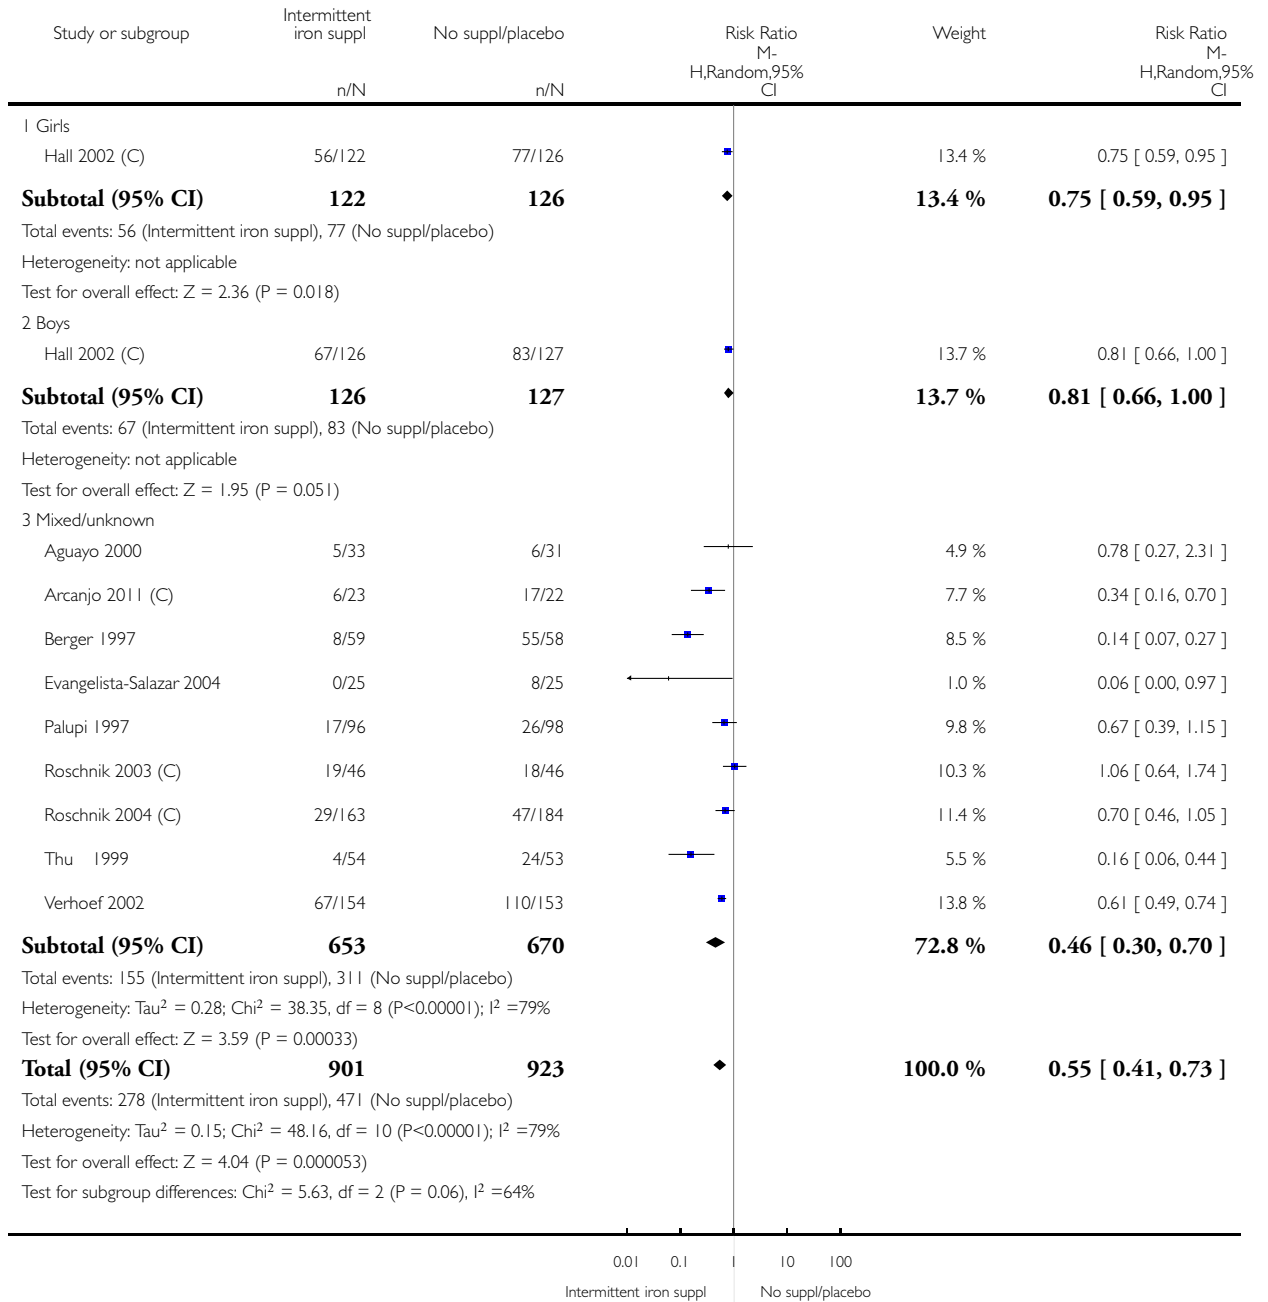 Study or subgroup Intermittent iron suppl No suppl/placebo Risk Ratio Weight Risk Ratio
M-H,Random,95% CI M-H,Random,95% CI
n/N n/N
1 Girls
Hall 2002 (C) 56/122 77/126 13.4 % 0.75 [ 0.59, 0.95 ]
Subtotal (95% CI) 122 126 13.4 % 0.75 [ 0.59, 0.95 ]
Total events: 56 (Intermittent iron suppl), 77 (No suppl/placebo)
Heterogeneity: not applicable
Test for overall effect: Z = 2.36 (P = 0.018)
2 Boys
Hall 2002 (C) 67/126 83/127 13.7 % 0.81 [ 0.66, 1.00 ]
Subtotal (95% CI) 126 127 13.7 % 0.81 [ 0.66, 1.00 ]
Total events: 67 (Intermittent iron suppl), 83 (No suppl/placebo)
Heterogeneity: not applicable
Test for overall effect: Z = 1.95 (P = 0.051)
3 Mixed/unknown
Aguayo 2000 5/33 6/31 4.9 % 0.78 [ 0.27, 2.31 ]
Arcanjo 2011 (C) 6/23 17/22 7.7 % 0.34 [ 0.16, 0.70 ]
Berger 1997 8/59 55/58 8.5 % 0.14 [ 0.07, 0.27 ]
Evangelista-Salazar 2004 0/25 8/25 1.0 % 0.06 [ 0.00, 0.97 ]
Palupi 1997 17/96 26/98 9.8 % 0.67 [ 0.39, 1.15 ]
Roschnik 2003 (C) 19/46 18/46 10.3 % 1.06 [ 0.64, 1.74 ]
Roschnik 2004 (C) 29/163 47/184 11.4 % 0.70 [ 0.46, 1.05 ]
Thu 1999 4/54 24/53 5.5 % 0.16 [ 0.06, 0.44 ]
Verhoef 2002 67/154 110/153 13.8 % 0.61 [ 0.49, 0.74 ]
Subtotal (95% CI) 653 670 72.8 % 0.46 [ 0.30, 0.70 ]
Total events: 155 (Intermittent iron suppl), 311 (No suppl/placebo)
Heterogeneity: Tau² = 0.28; Chi² = 38.35, df = 8 (P<0.00001); I² =79%
Test for overall effect: Z = 3.59 (P = 0.00033)
Total (95% CI) 901 923 100.0 % 0.55 [ 0.41, 0.73 ]
Total events: 278 (Intermittent iron suppl), 471 (No suppl/placebo)
Heterogeneity: Tau² = 0.15; Chi² = 48.16, df = 10 (P<0.00001); I² =79%
Test for overall effect: Z = 4.04 (P = 0.000053)
Test for subgroup differences: Chi² = 5.63, df = 2 (P = 0.06), I² =64%
0.01 0.1 1 10 100
Intermittent iron suppl No suppl/placebo